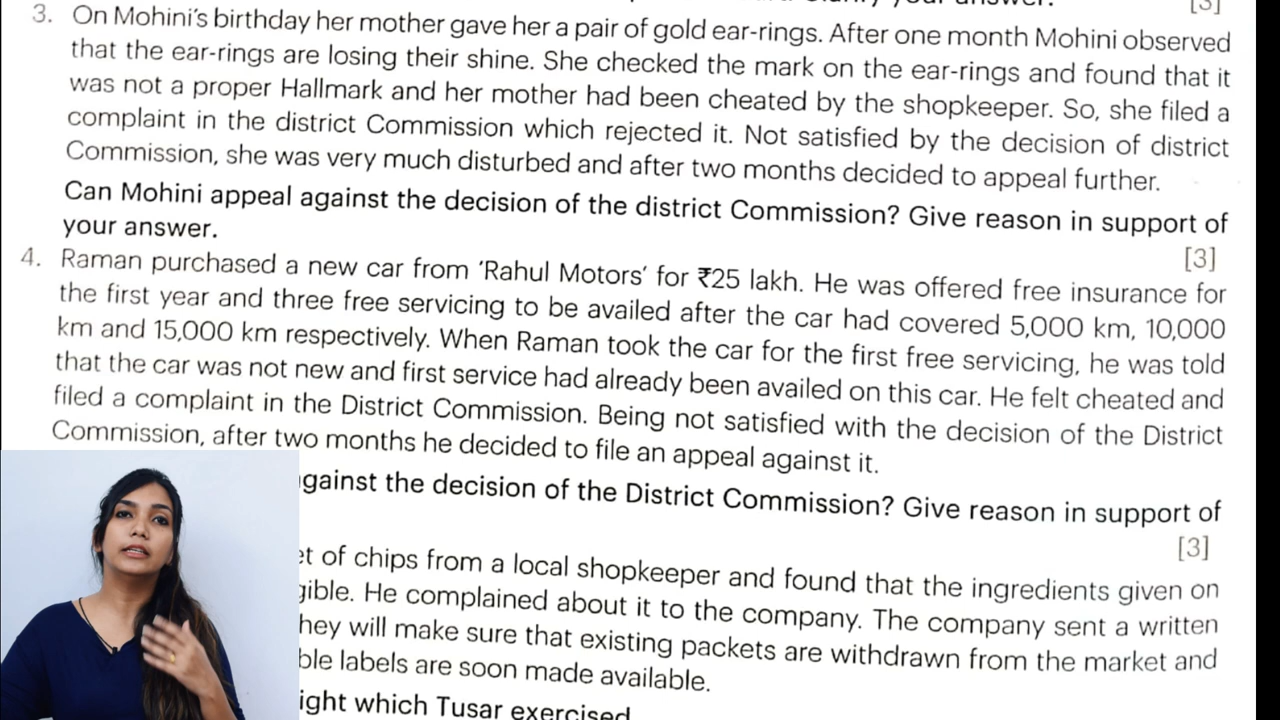 [3]
3. On Mohini's birthday her mother gave her a pair of gold ear-rings. After one month Mohini observed
that the ear-rings are losing their shine. She checked the mark on the ear-rings and found that it
was not a proper Hallmark and her mother had been cheated by the shopkeeper. So, she filed a
complaint in the district Commission which rejected it. Not satisfied by the decision of district
Commission, she was very much disturbed and after two months decided to appeal further.
Can Mohini appeal against the decision of the district Commission? Give reason in support of
your answer.
[3]
4. Raman purchased a new car from 'Rahul Motors' for ₹25 lakh. He was offered free insurance for
the first year and three free servicing to be availed after the car had covered 5,000 km, 10,000
km and 15,000 km respectively. When Raman took the car for the first free servicing, he was told
that the car was not new and first service had already been availed on this car. He felt cheated and
filed a complaint in the District Commission. Being not satisfied with the decision of the District
Commission, after two months he decided to file an appeal against it.
against the decision of the District Commission? Give reason in support of
[3]
of chips from a local shopkeeper and found that the ingredients given on
He complained about it to the company. The company sent a written
they will make sure that existing packets are withdrawn from the market and
labels are soon made available.
which Tusar exercised